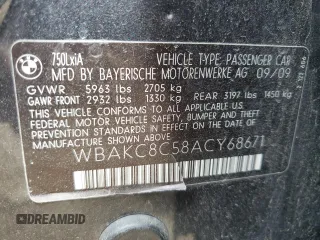 BMW
750LxiA VEHICLE TYPE PASSENGER CAR
MFD BY BAYERISCHE MOTORENWERKE AG 09/09
GVWR 5963 lbs 2705 kg
GAWR FRONT 2932 lbs 1330 kg REAR 3197 lbs 1450 kg
THIS VEHICLE CONFORMS TO ALL APPLICABLE
FEDERAL MOTOR VEHICLE SAFETY, BUMPER
AND THEFT PREVENTION STANDARDS IN
EFFECT ON THE DATE OF MANUFACTURE
SHOWN ABOVE
WBAKC8C58ACY68671
DREAMBID